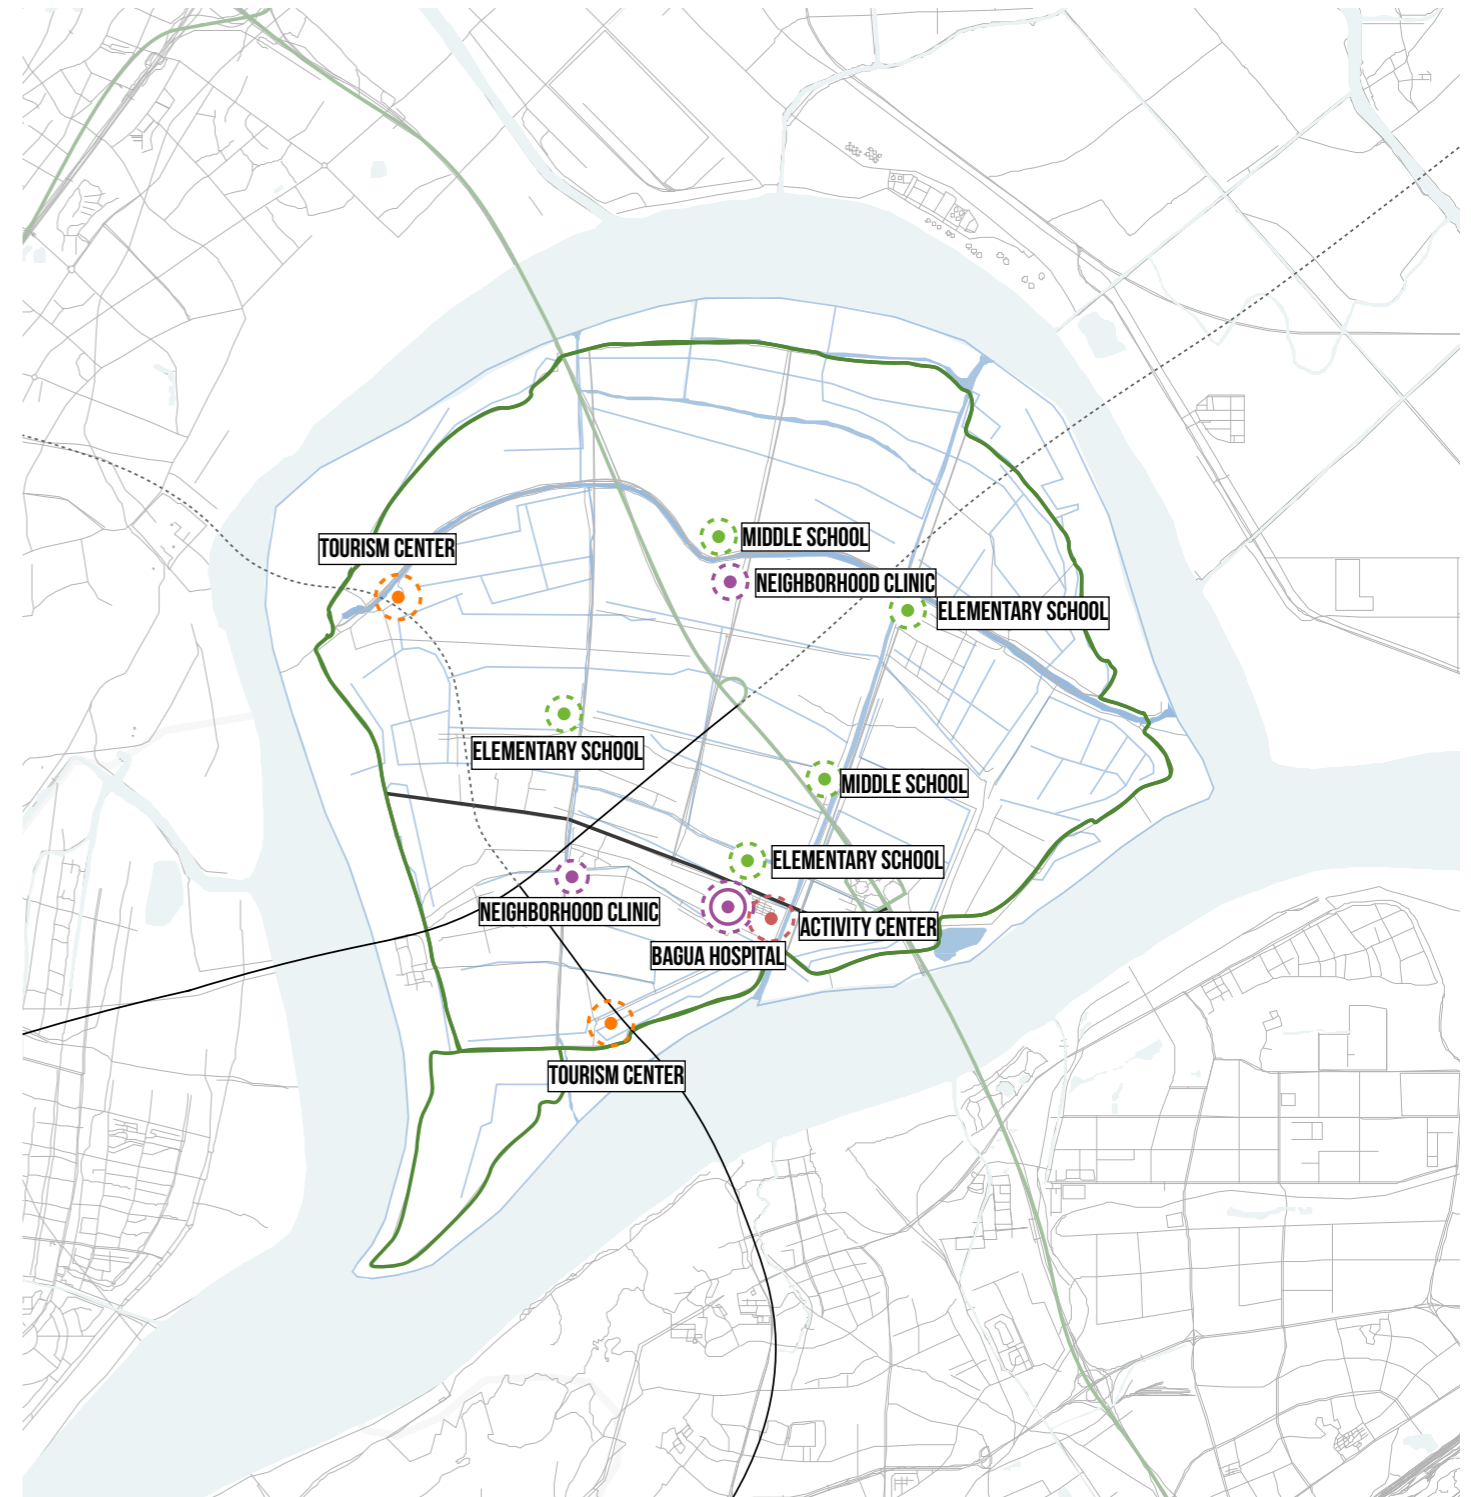 MIDDLE SCHOOL
TOURISM CENTER
NEIGHBORHOOD CLINIC
ELEMENTARY SCHOOL
ELEMENTARY SCHOOL
MIDDLE SCHOOL
ELEMENTARY SCHOOL
NEIGHBORHOOD CLINIC
ACTIVITY CENTER
BAGUA HOSPITAL
TOURISM CENTER